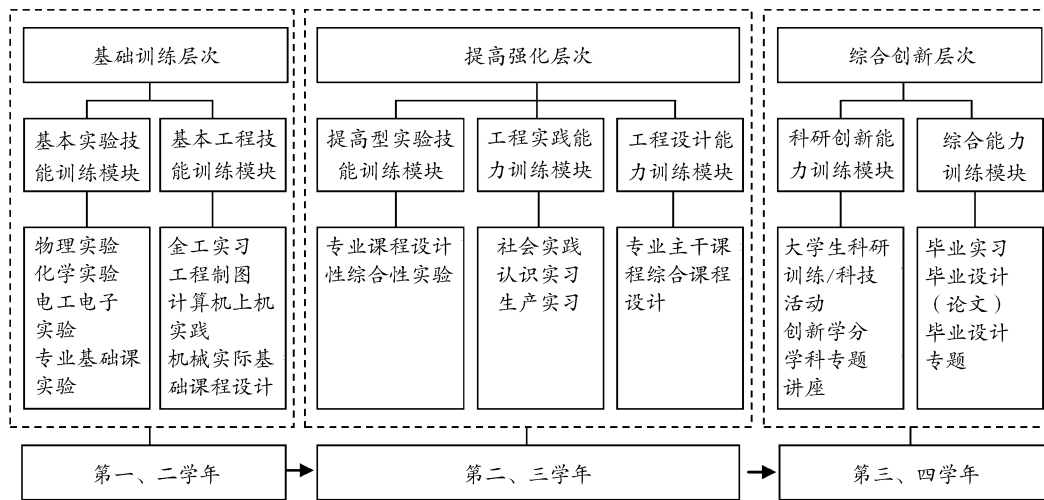 基础训练层次
提高强化层次
综合创新层次
基本实验技
能训练模块
基本工程技
能训练模块
提高型实验技
能训练模块
工程实践能
力训练模块
工程设计能
力训练模块
科研创新能
力训练模块
综合能力
训练模块
物理实验
化学实验
电工电子
实验
专业基础课
实验
金工实习
工程制图
计算机上机
实践
机械实际基
础课程设计
专业课程设计
性综合性实验
社会实践
认识实习
生产实习
专业主干课
程综合课程
设计
大学生科研
训练/科技
活动
创新学分
学科专题
讲座
毕业实习
毕业设计
（论文）
毕业设计
专题
第一、二学年
第二、三学年
第三、四学年